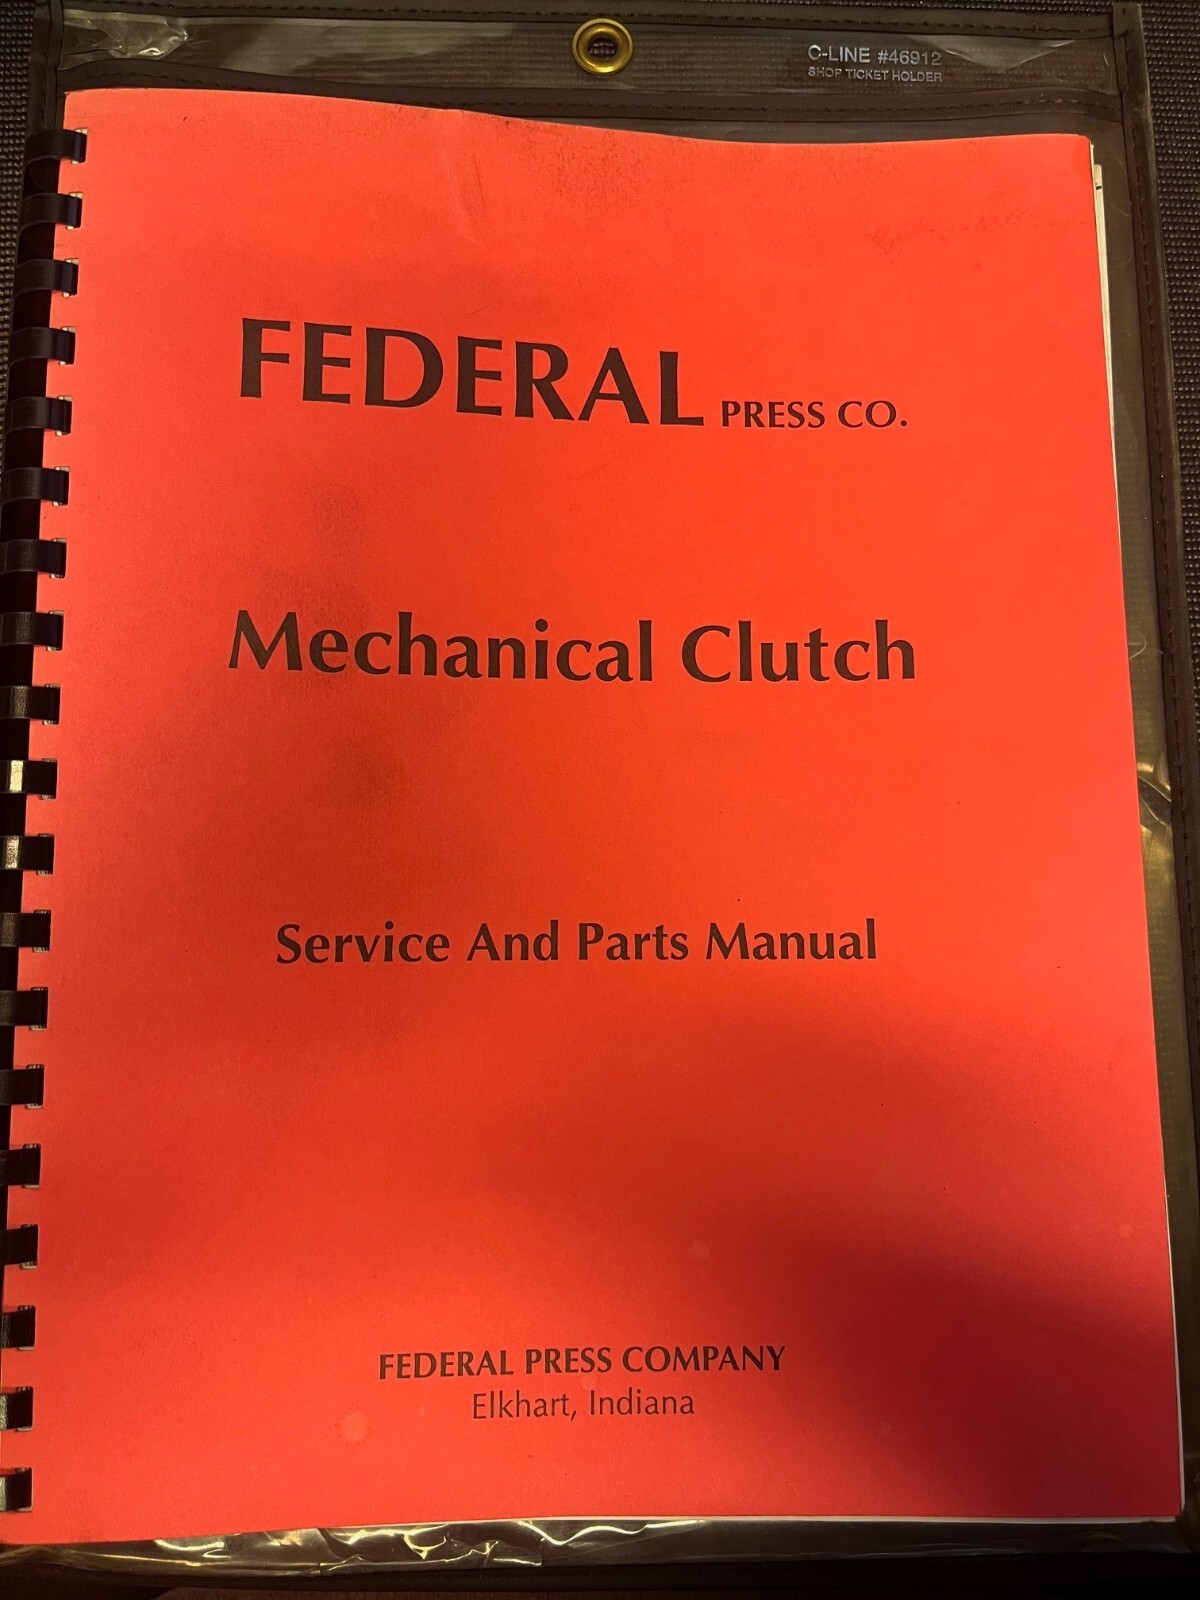 C-LINE #46912
SHOP TICKET HOLDER
FEDERAL PRESS CO.
Mechanical Clutch
Service And Parts Manual
FEDERAL PRESS COMPANY
Elkhart, Indiana